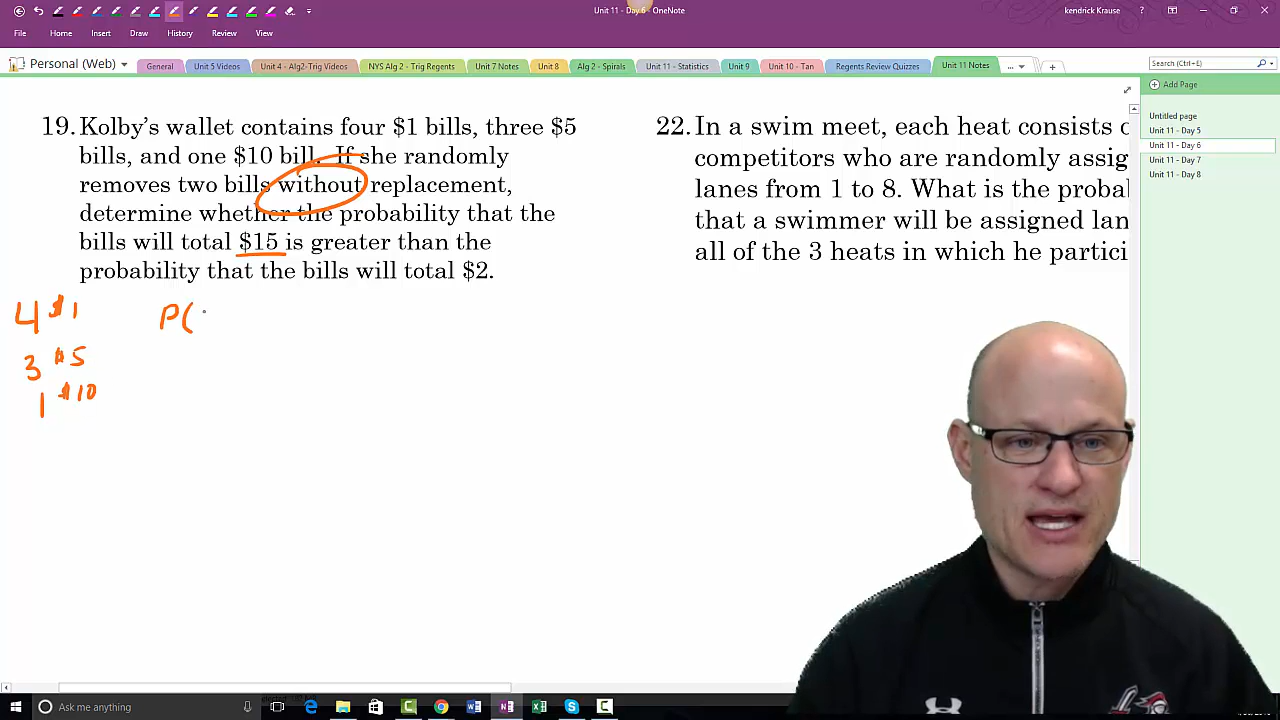 Unit 11 - Day 6 - OneNote
kendrick Krause
File Home Insert Draw History Review View
Personal (Web) General Unit 5 Videos Unit 4 - Alg2-Trig Videos NYS Alg 2 - Trig Regents Unit 7 Notes Unit 8 Alg 2 - Spirals Unit 11 - Statistics Unit 9 Unit 10 - Tan Regents Review Quizzes Unit 11 Notes ... Search (Ctrl+E)
Add Page
Untitled page
Unit 11 - Day 5
Unit 11 - Day 6
Unit 11 - Day 7
Unit 11 - Day 8
19. Kolby's wallet contains four $1 bills, three $5
bills, and one $10 bill. If she randomly
removes two bills without replacement,
determine whether the probability that the
bills will total $15 is greater than the
probability that the bills will total $2.
4 $1 P(
3 $5
1 $10
22. In a swim meet, each heat consists o
competitors who are randomly assig
lanes from 1 to 8. What is the probab
that a swimmer will be assigned lan
all of the 3 heats in which he partici
Ask me anything